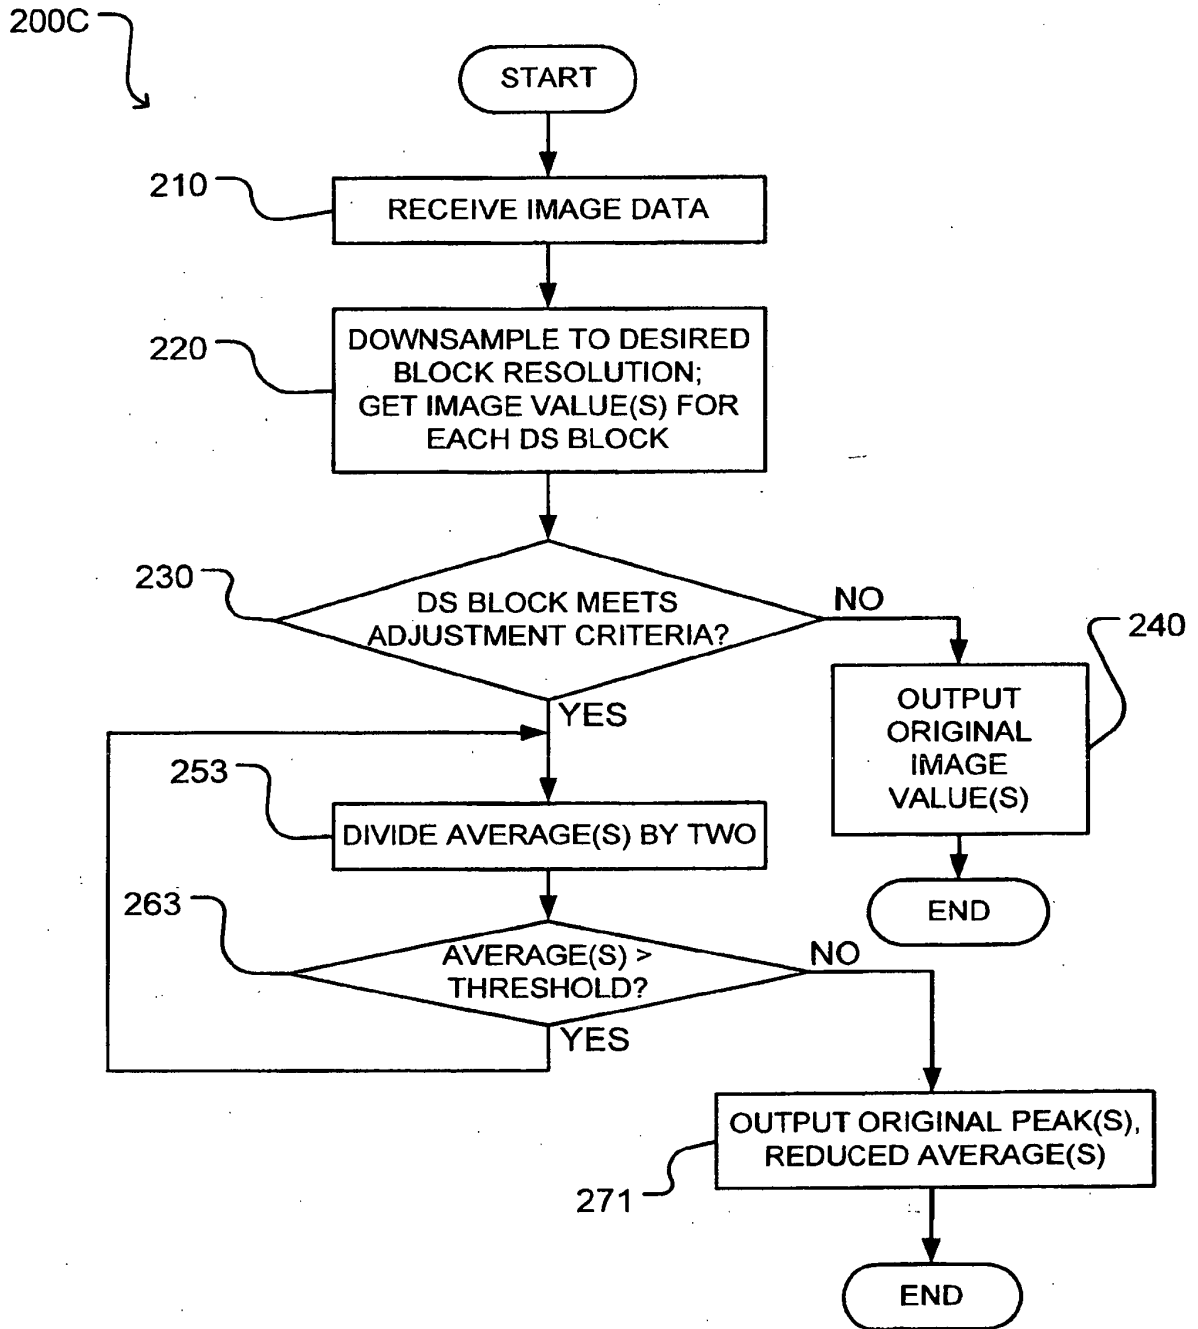 200C
START
210
RECEIVE IMAGE DATA
220
DOWNSAMPLE TO DESIRED
BLOCK RESOLUTION;
GET IMAGE VALUE(S) FOR
EACH DS BLOCK
230
DS BLOCK MEETS
ADJUSTMENT CRITERIA?
NO
240
YES
OUTPUT
ORIGINAL
IMAGE
VALUE(S)
253
DIVIDE AVERAGE(S) BY TWO
END
263
AVERAGE(S) >
THRESHOLD?
NO
YES
OUTPUT ORIGINAL PEAK(S),
REDUCED AVERAGE(S)
271
END